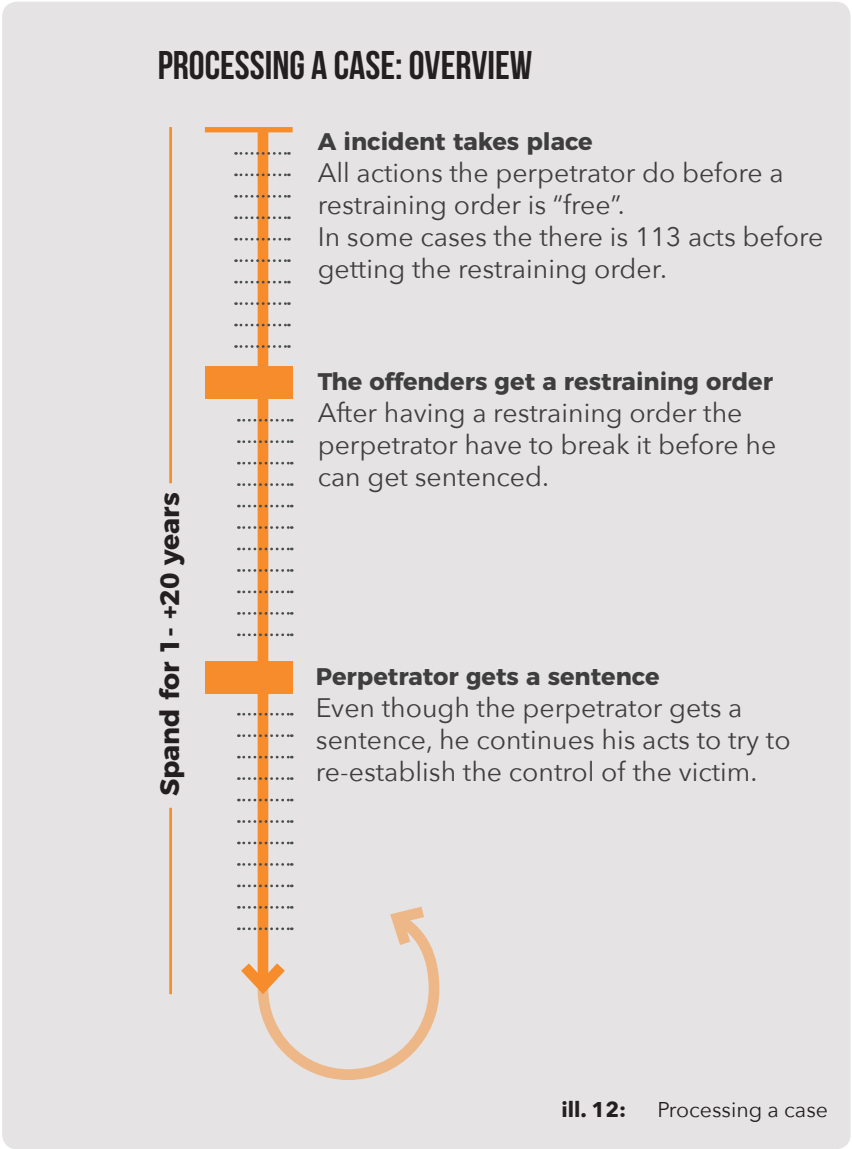 PROCESSING A CASE: OVERVIEW
A incident takes place
All actions the perpetrator do before a
restraining order is “free”.
In some cases the there is 113 acts before
getting the restraining order.
The offenders get a restraining order
After having a restraining order the
perpetrator have to break it before he
can get sentenced.
Spand for 1- +20 years
Perpetrator gets a sentence
Even though the perpetrator gets a
sentence, he continues his acts to try to
re-establish the control of the victim.
ill. 12: Processing a case